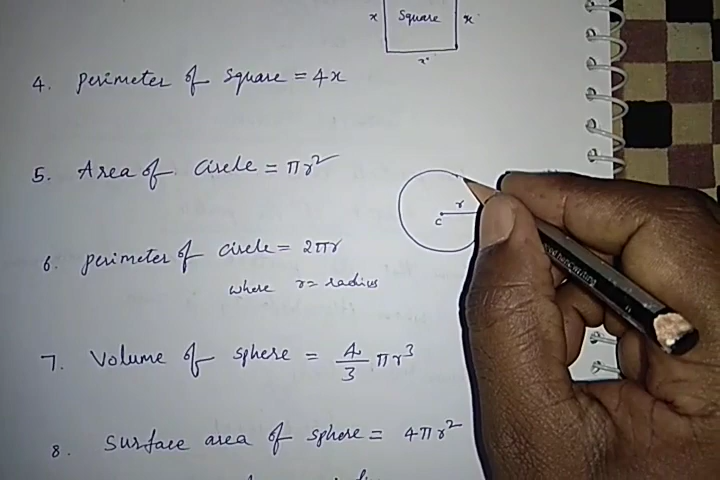 x Square x
x
4. Perimeter of Square = 4x
5. Area of Circle = πr²
r
C
6. Perimeter of Circle = 2πr
where r = radius
7. Volume of sphere = 4/3 πr³
8. Surface area of sphere = 4πr²